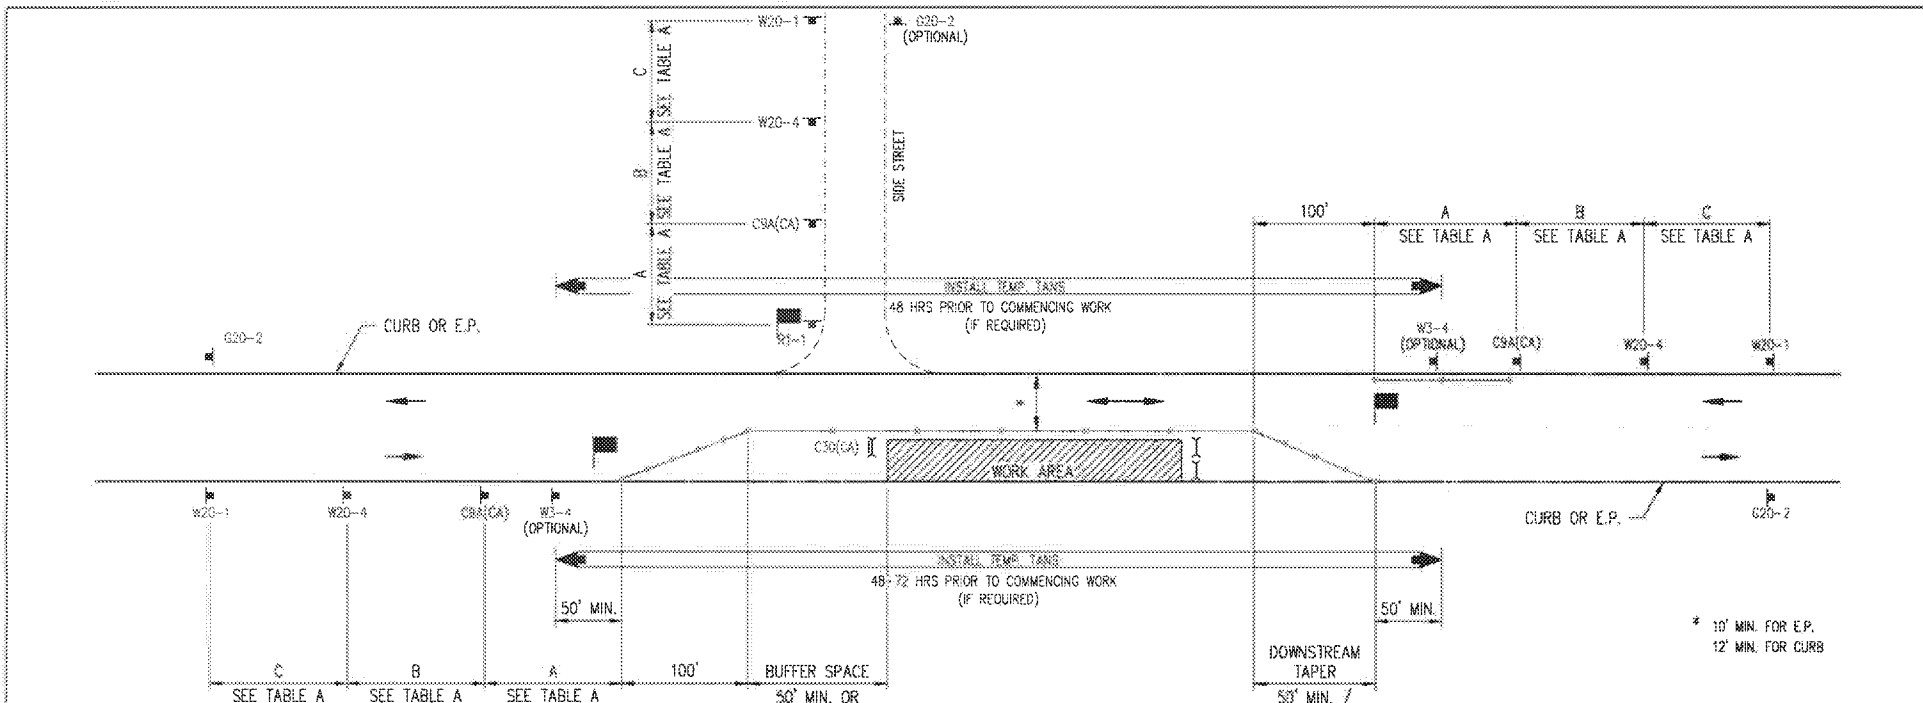 W20-1
G20-2
(OPTIONAL)
C
SEE TABLE A
W20-4
B
SEE TABLE A
SIDE STREET
C9A(CA)
A
SEE TABLE A
100'
A
B
C
SEE TABLE A
SEE TABLE A
SEE TABLE A
INSTALL TEMP. TANS
48 HRS PRIOR TO COMMENCING WORK
(IF REQUIRED)
R1-1
G20-2
CURB OR E.P.
W3-4
(OPTIONAL)
C9A(CA)
W20-4
W20-1
*
C30(CA)
WORK AREA
W20-1
W20-4
C9A(CA)
W3-4
(OPTIONAL)
CURB OR E.P.
G20-2
INSTALL TEMP. TANS
48-72 HRS PRIOR TO COMMENCING WORK
(IF REQUIRED)
50' MIN.
50' MIN.
* 10' MIN. FOR E.P.
12' MIN. FOR CURB
C
B
A
100'
BUFFER SPACE
DOWNSTREAM
TAPER
SEE TABLE A
SEE TABLE A
SEE TABLE A
50' MIN. OR
50' MIN. /